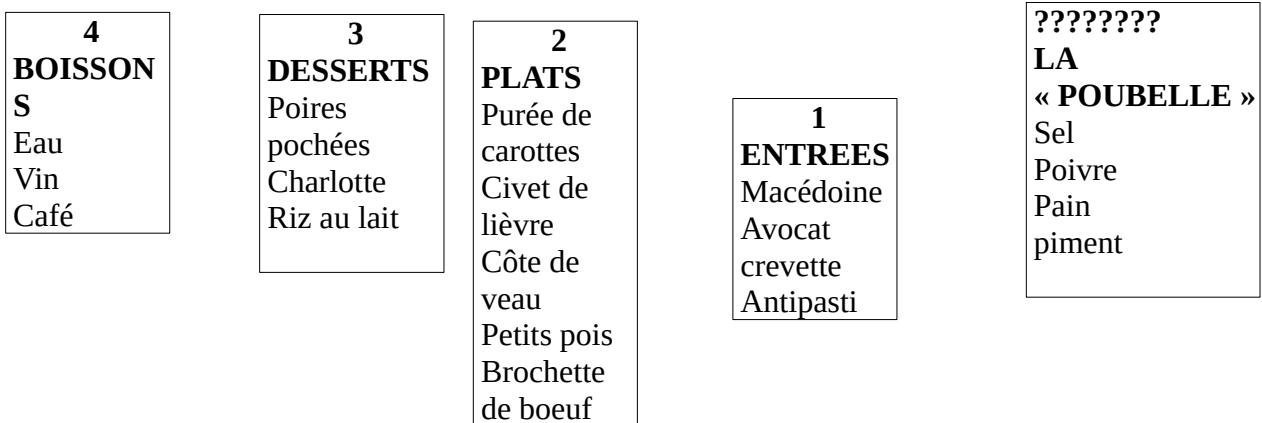 4
BOISSON
S
Eau
Vin
Café
3
DESSERTS
Poires
pochées
Charlotte
Riz au lait
2
PLATS
Purée de
carottes
Civet de
lièvre
Côte de
veau
Petits pois
Brochette
de boeuf
1
ENTREES
Macédoine
Avocat
crevette
Antipasti
????????
LA
« POUBELLE »
Sel
Poivre
Pain
piment